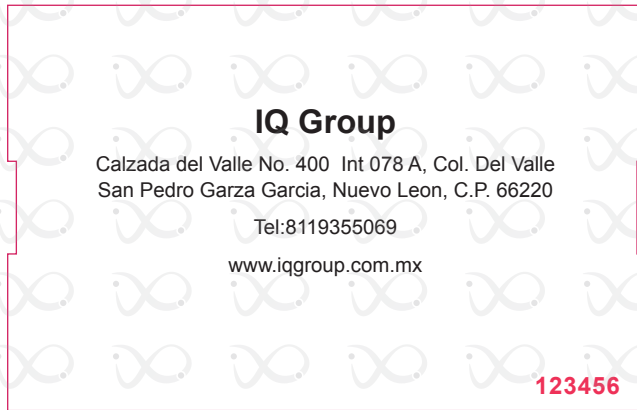 IQ Group
Calzada del Valle No. 400  Int 078 A, Col. Del Valle
San Pedro Garza Garcia, Nuevo Leon, C.P. 66220
Tel:8119355069
www.iqgroup.com.mx
123456